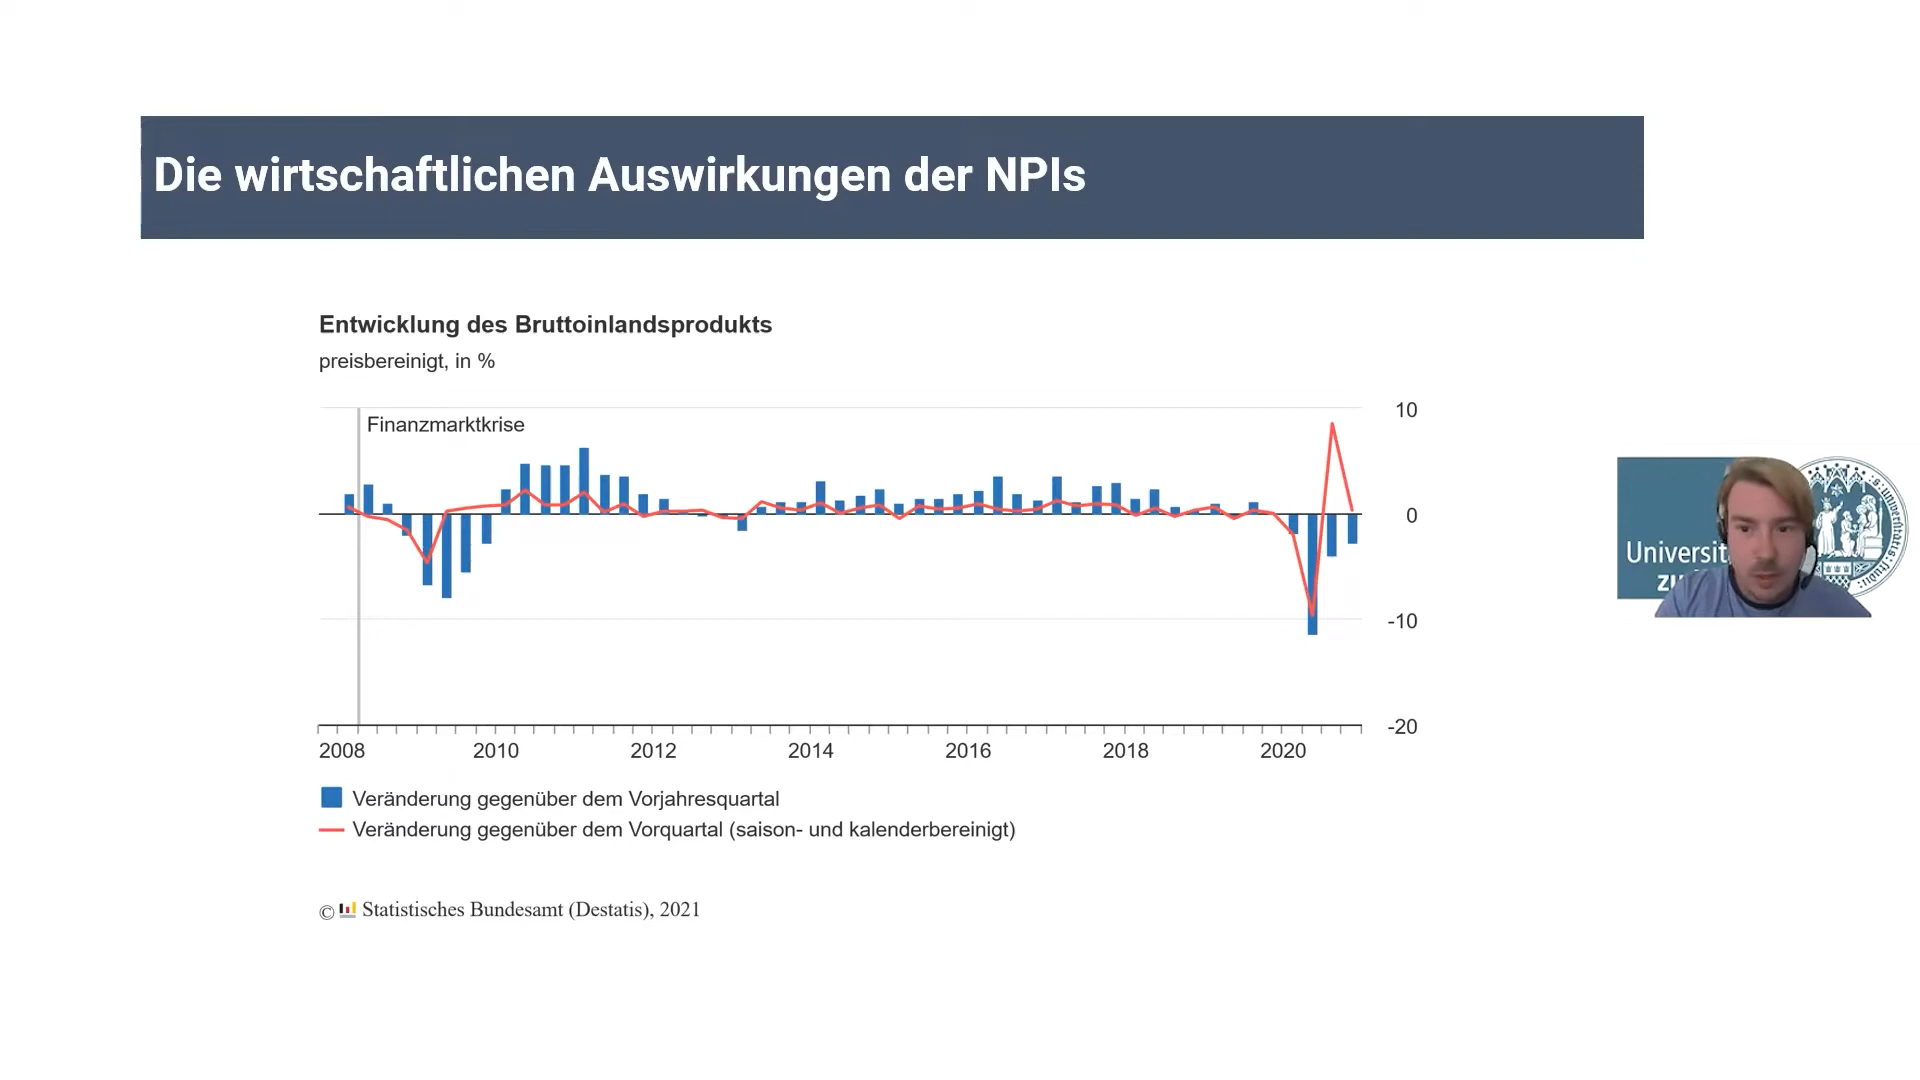 Die wirtschaftlichen Auswirkungen der NPIs
Entwicklung des Bruttoinlandsprodukts
preisbereinigt, in %
Finanzmarktkrise
10
0
-10
-20
2008 2010 2012 2014 2016 2018 2020
Veränderung gegenüber dem Vorjahresquartal
Veränderung gegenüber dem Vorquartal (saison- und kalenderbereinigt)
© Statistisches Bundesamt (Destatis), 2021